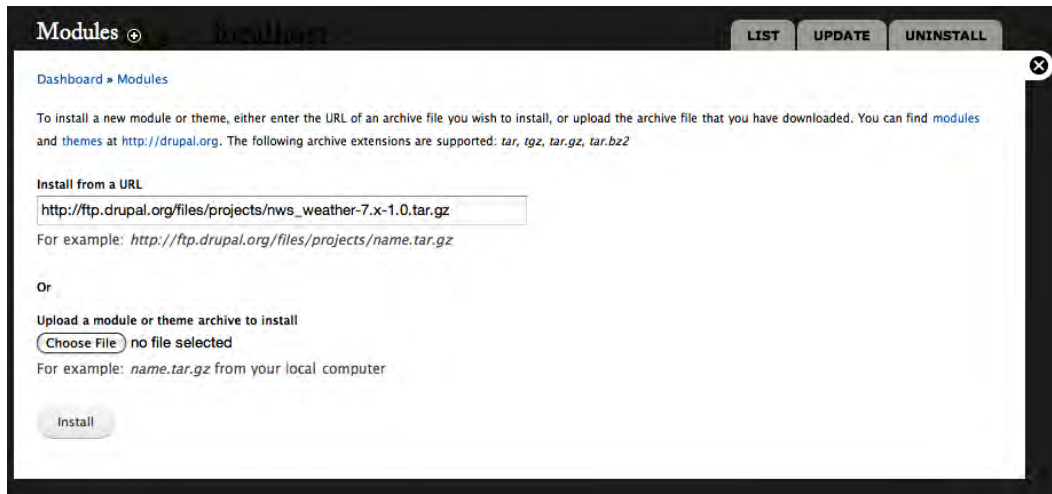 Modules
LIST
UPDATE
UNINSTALL
Dashboard » Modules
To install a new module or theme, either enter the URL of an archive file you wish to install, or upload the archive file that you have downloaded. You can find modules
and themes at http://drupal.org. The following archive extensions are supported: tar, tgz, tar.gz, tar.bz2
Install from a URL
http://ftp.drupal.org/files/projects/nws_weather-7.x-1.0.tar.gz
For example: http://ftp.drupal.org/files/projects/name.tar.gz
Or
Upload a module or theme archive to install
Choose File no file selected
For example: name.tar.gz from your local computer
Install